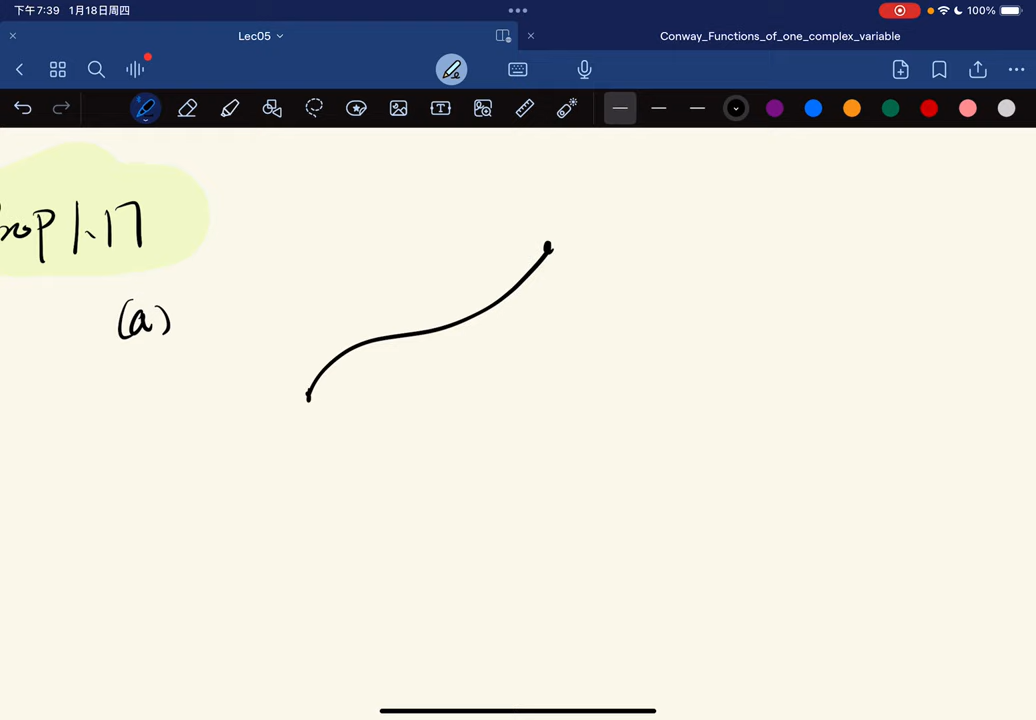 下午7:39 1月18日周四
100%
Lec05
Conway_Functions_of_one_complex_variable
rop 1.17
(a)